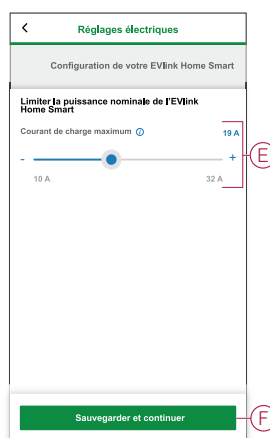 Réglages électriques
Configuration de votre EVlink Home Smart
Limiter la puissance nominale de l'EVlink
Home Smart
Courant de charge maximum
19 A
- +
E
10 A 32 A
Sauvegarder et continuer
F